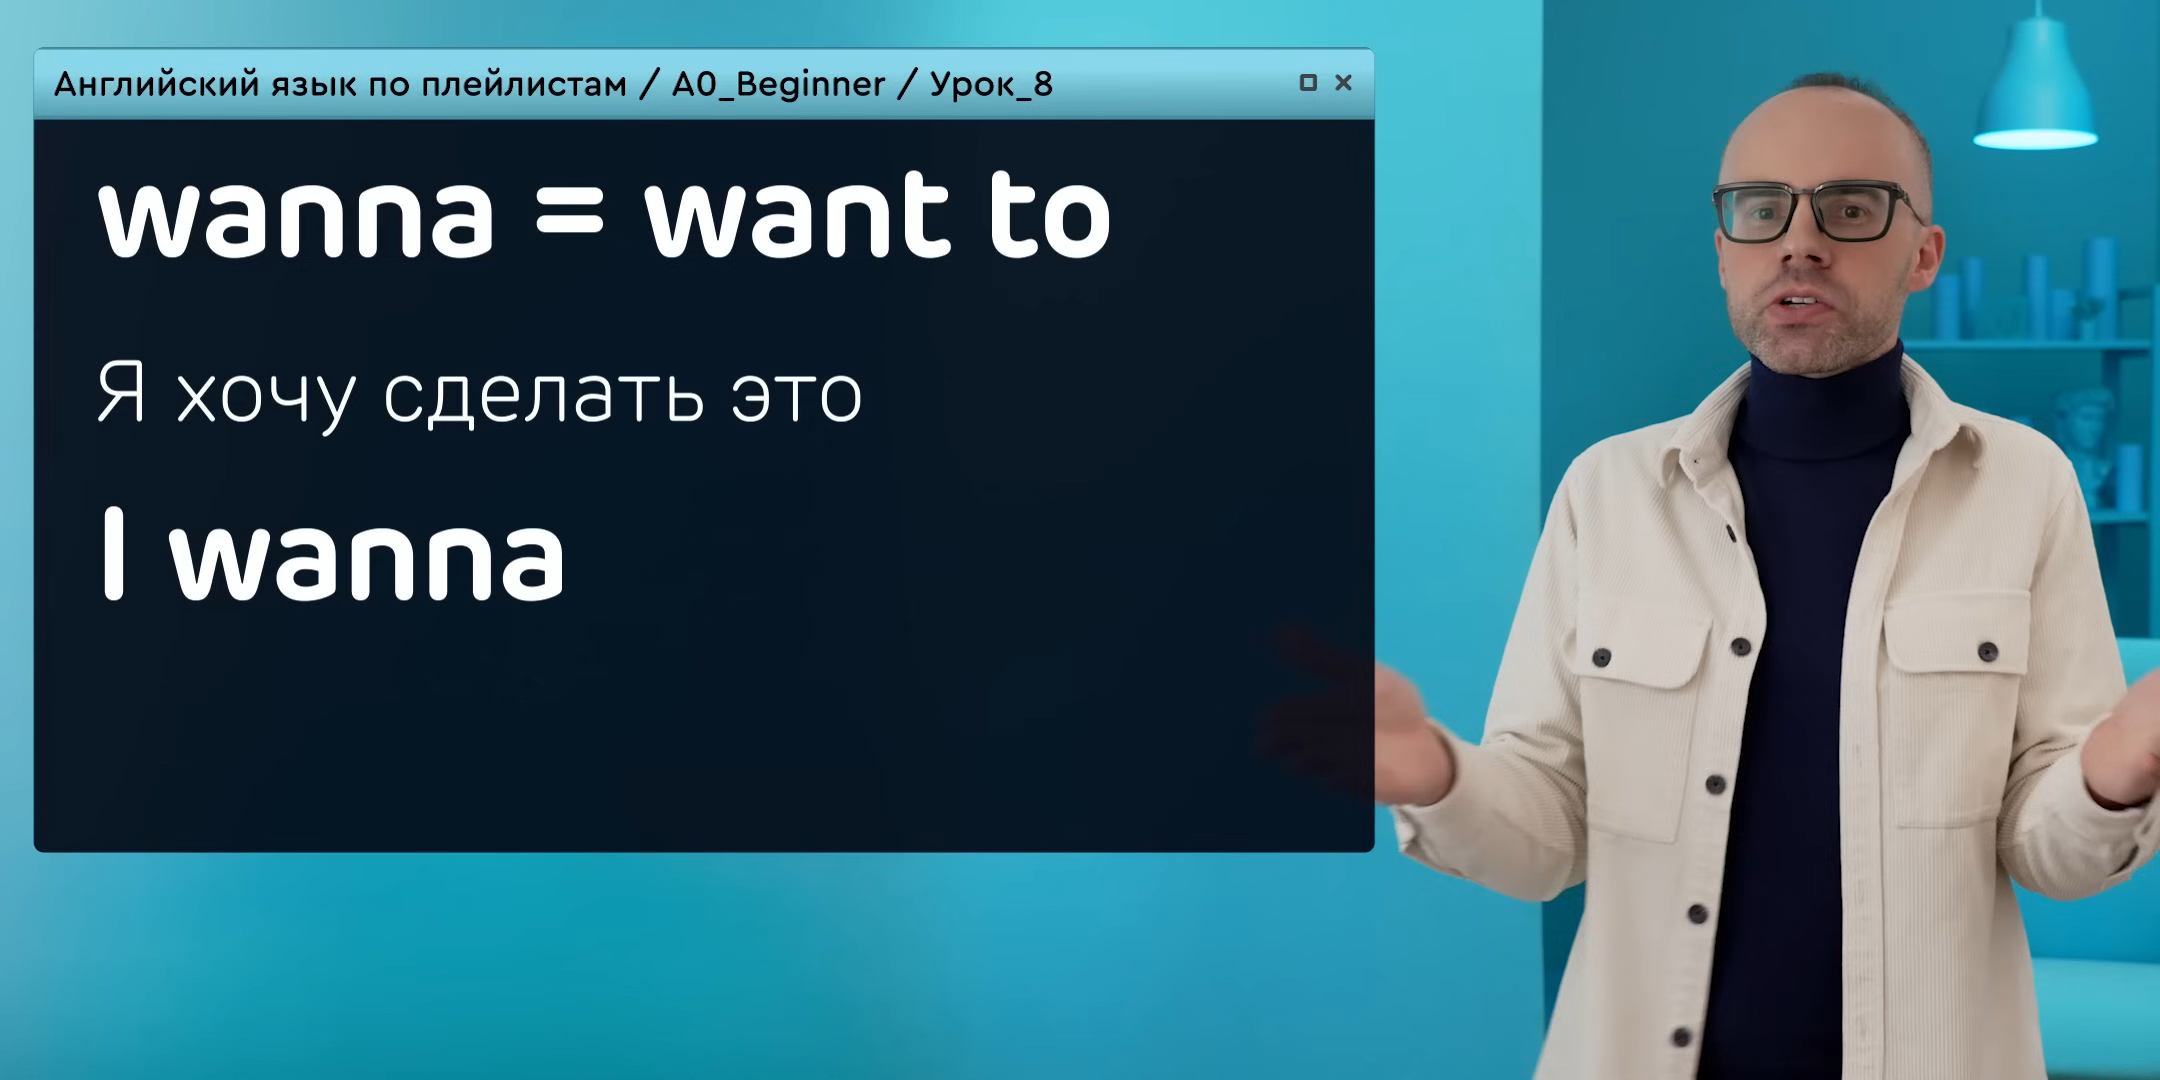 Английский язык по плейлистам / A0_Beginner / Урок_8
wanna = want to
Я хочу сделать это
I wanna